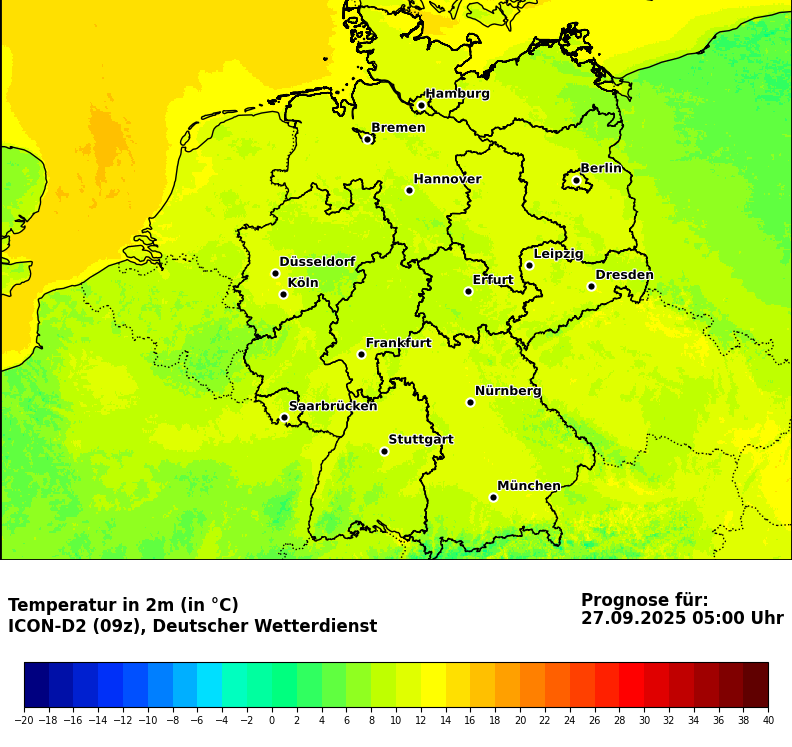 Hamburg
Bremen
Berlin
Hannover
Leipzig
Düsseldorf
Dresden
Köln
Erfurt
Frankfurt
Nürnberg
Saarbrücken
Stuttgart
München
Temperatur in 2m (in °C)
ICON-D2 (09z), Deutscher Wetterdienst
Prognose für:
27.09.2025 05:00 Uhr
−20 −18 −16 −14 −12 −10 −8 −6 −4 −2 0 2 4 6 8 10 12 14 16 18 20 22 24 26 28 30 32 34 36 38 40